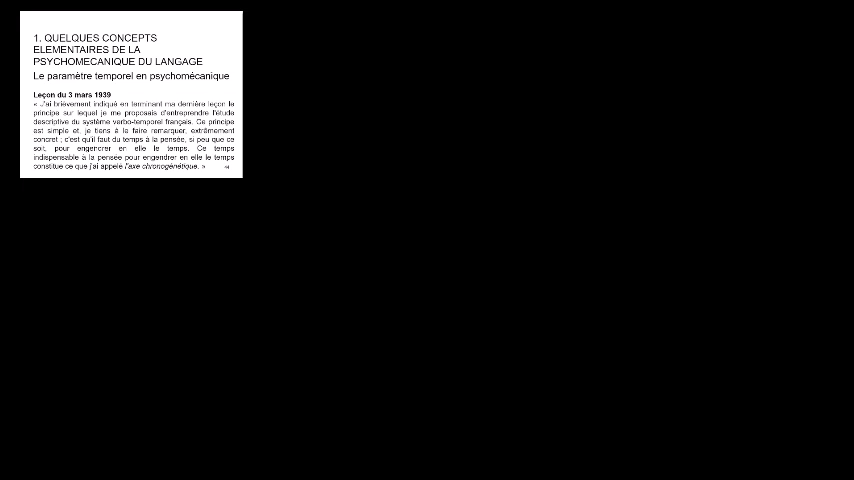 1. QUELQUES CONCEPTS
ELEMENTAIRES DE LA
PSYCHOMECANIQUE DU LANGAGE
Le paramètre temporel en psychomécanique
Leçon du 3 mars 1939
« J'ai brièvement indiqué en terminant ma dernière leçon le
principe sur lequel je me proposais d'entreprendre l'étude
descriptive du système verbo-temporel français. Ce principe
est simple et, je tiens à le faire remarquer, extrêmement
concret ; c'est qu'il faut du temps à la pensée, si peu que ce
soit, pour engendrer en elle le temps. Ce temps
indispensable à la pensée pour engendrer en elle le temps
constitue ce que j'ai appelé l'axe chronogénétique. »